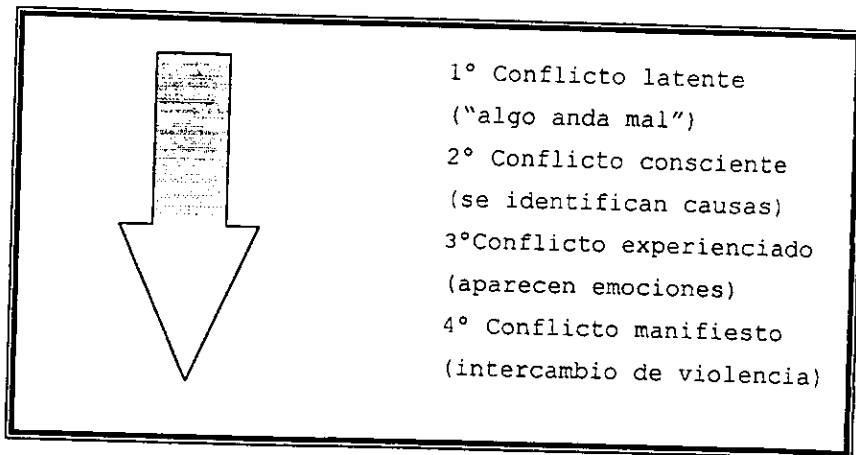 1° Conflicto latente
("algo anda mal")
2° Conflicto consciente
(se identifican causas)
3°Conflicto experienciado
(aparecen emociones)
4° Conflicto manifiesto
(intercambio de violencia)